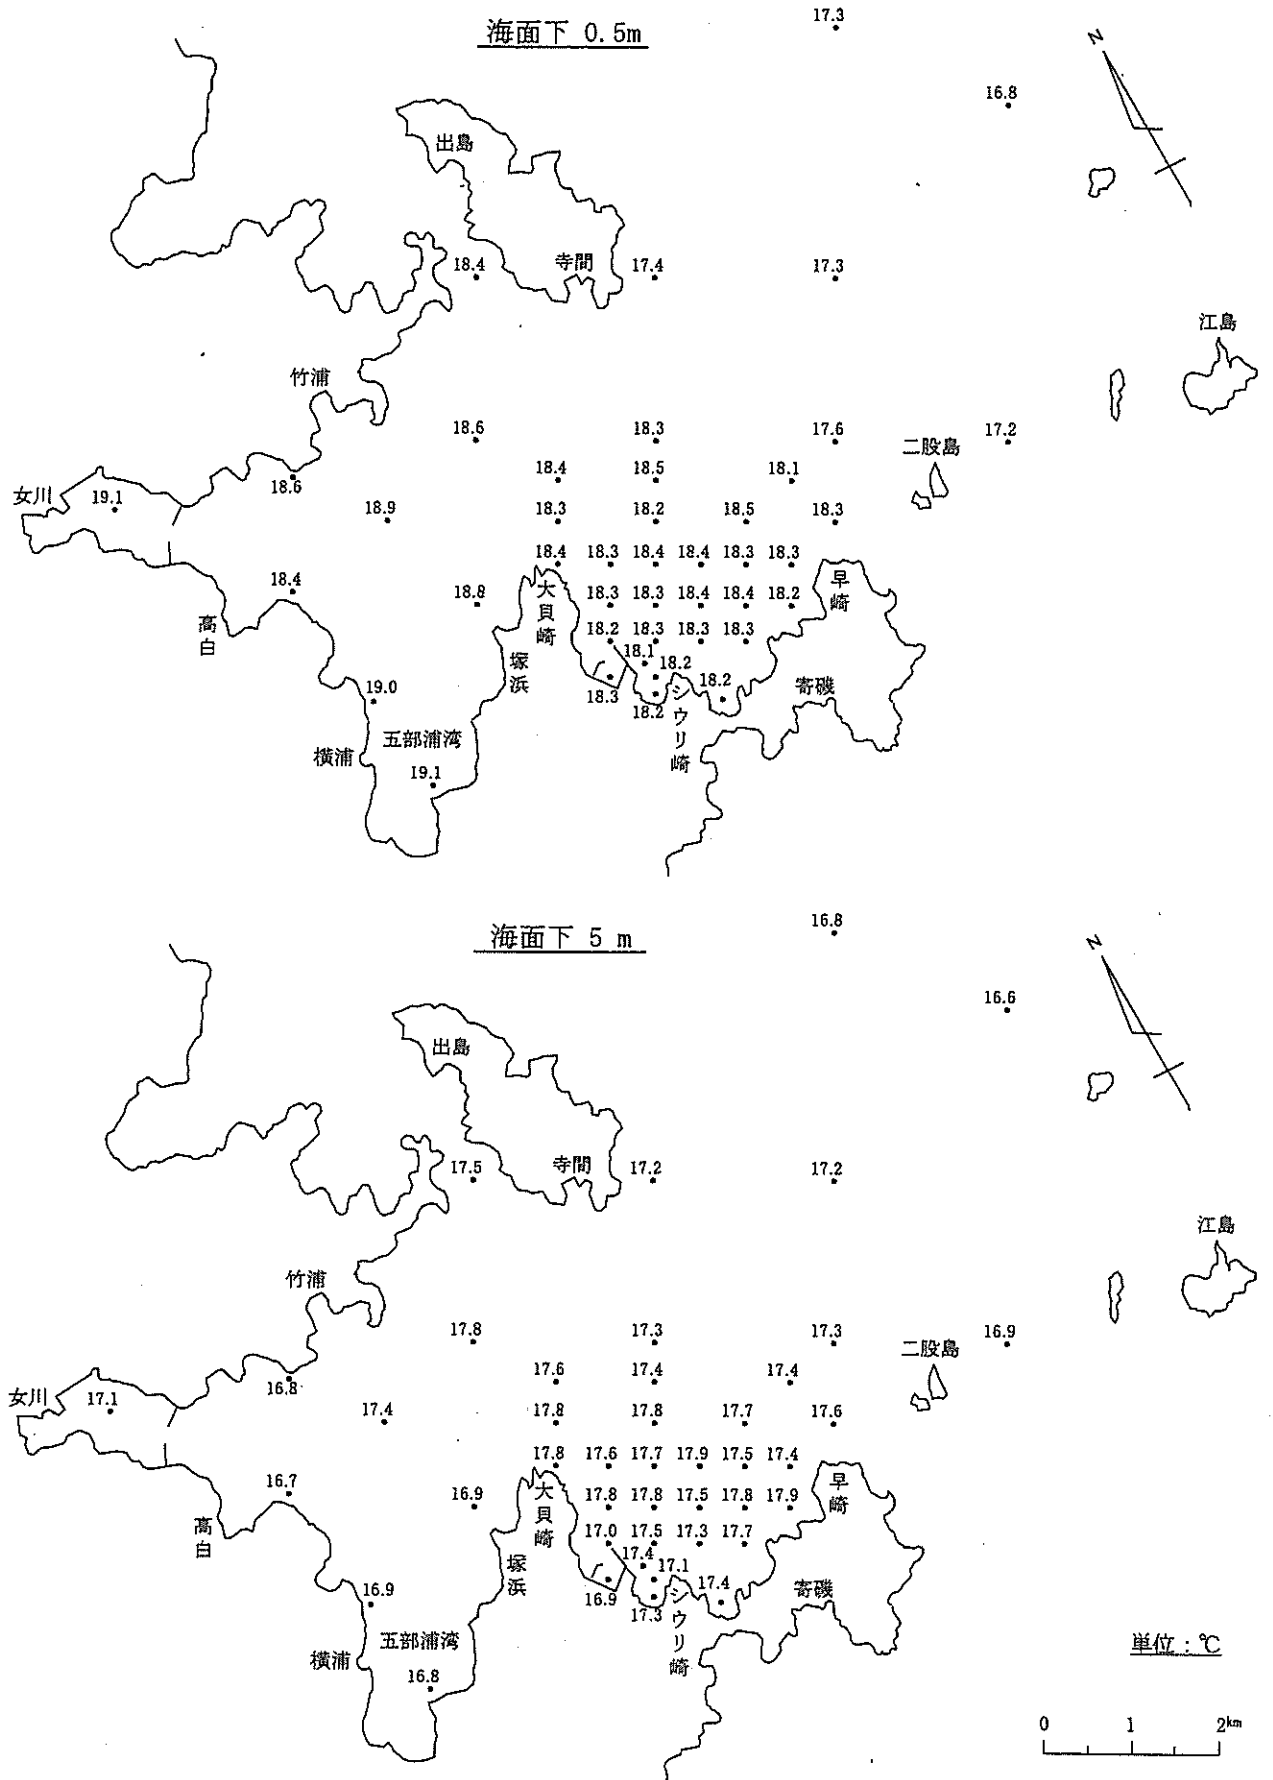 海面下 0.5m
17.3
16.8
N
出島
寺間
18.4
17.4
17.3
江島
竹浦
18.6
18.3
17.6
17.2
二股島
18.4
18.5
18.1
女川
19.1
18.6
18.9
18.3
18.2
18.5
18.3
18.4
18.3
18.4
18.4
18.3
18.3
18.4
18.8
大貝崎
18.3
18.3
18.4
18.4
18.2
早崎
高白
18.2
18.3
18.3
18.3
塚浜
18.1
18.2
18.3
18.2
18.2
シウリ崎
寄磯
19.0
横浦
五部浦湾
19.1
海面下 5 m
16.8
16.6
N
出島
寺間
17.5
17.2
17.2
江島
竹浦
17.8
17.3
17.3
16.9
二股島
17.6
17.4
17.4
女川
17.1
16.8
17.4
17.8
17.8
17.7
17.6
17.8
17.6
17.7
17.9
17.5
17.4
16.7
16.9
大貝崎
17.8
17.8
17.5
17.8
17.9
早崎
高白
17.0
17.5
17.3
17.7
塚浜
17.4
17.1
16.9
17.3
17.4
シウリ崎
寄磯
16.9
横浦
五部浦湾
16.8
単位:℃
0 1 2km